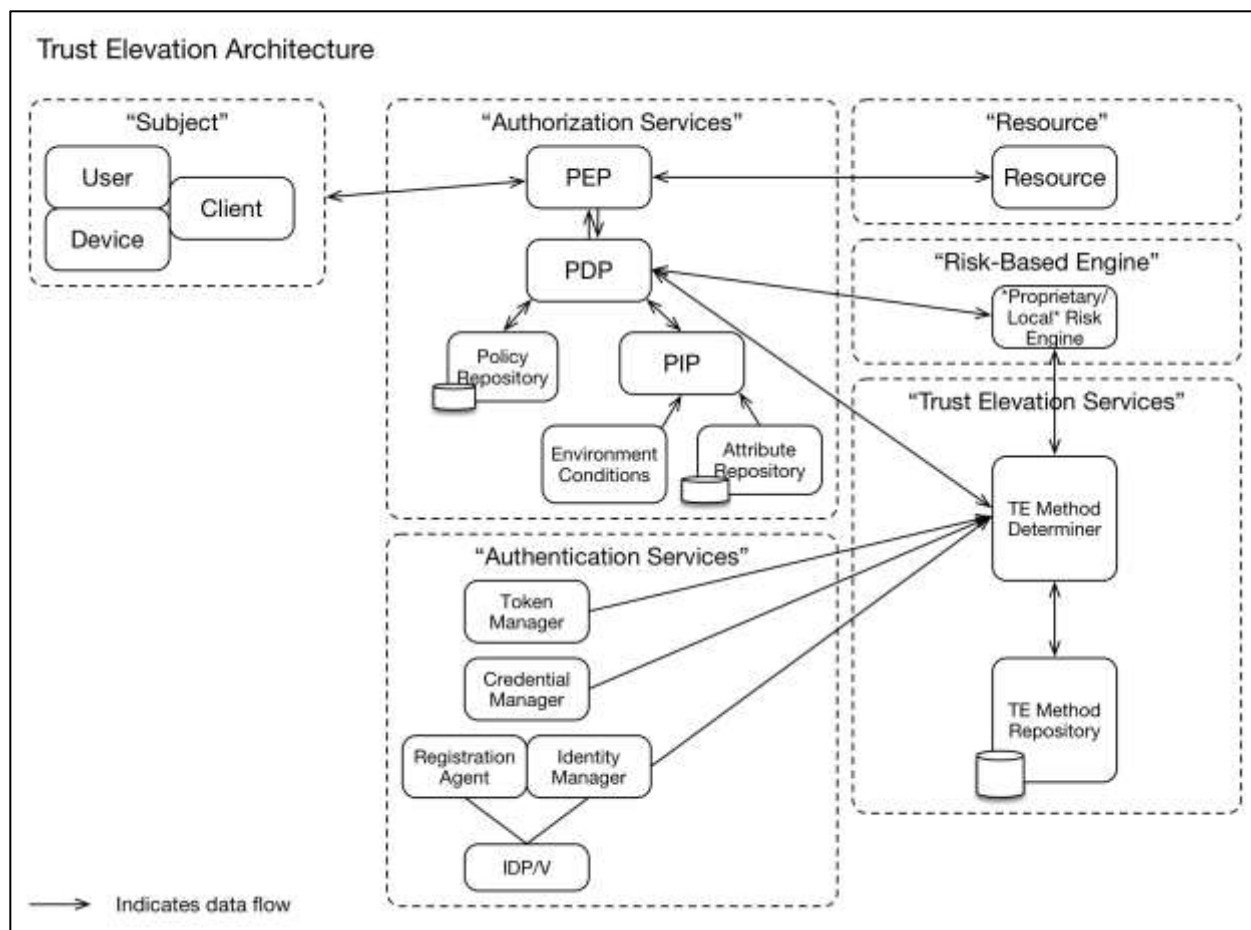 Trust Elevation Architecture
“Subject”
User
Client
Device
“Authorization Services”
PEP
PDP
Policy
Repository
PIP
Environment
Conditions
Attribute
Repository
“Resource”
Resource
“Risk-Based Engine”
*Proprietary/
Local* Risk
Engine
“Trust Elevation Services”
TE Method
Determiner
TE Method
Repository
“Authentication Services”
Token
Manager
Credential
Manager
Registration
Agent
Identity
Manager
IDP/V
Indicates data flow